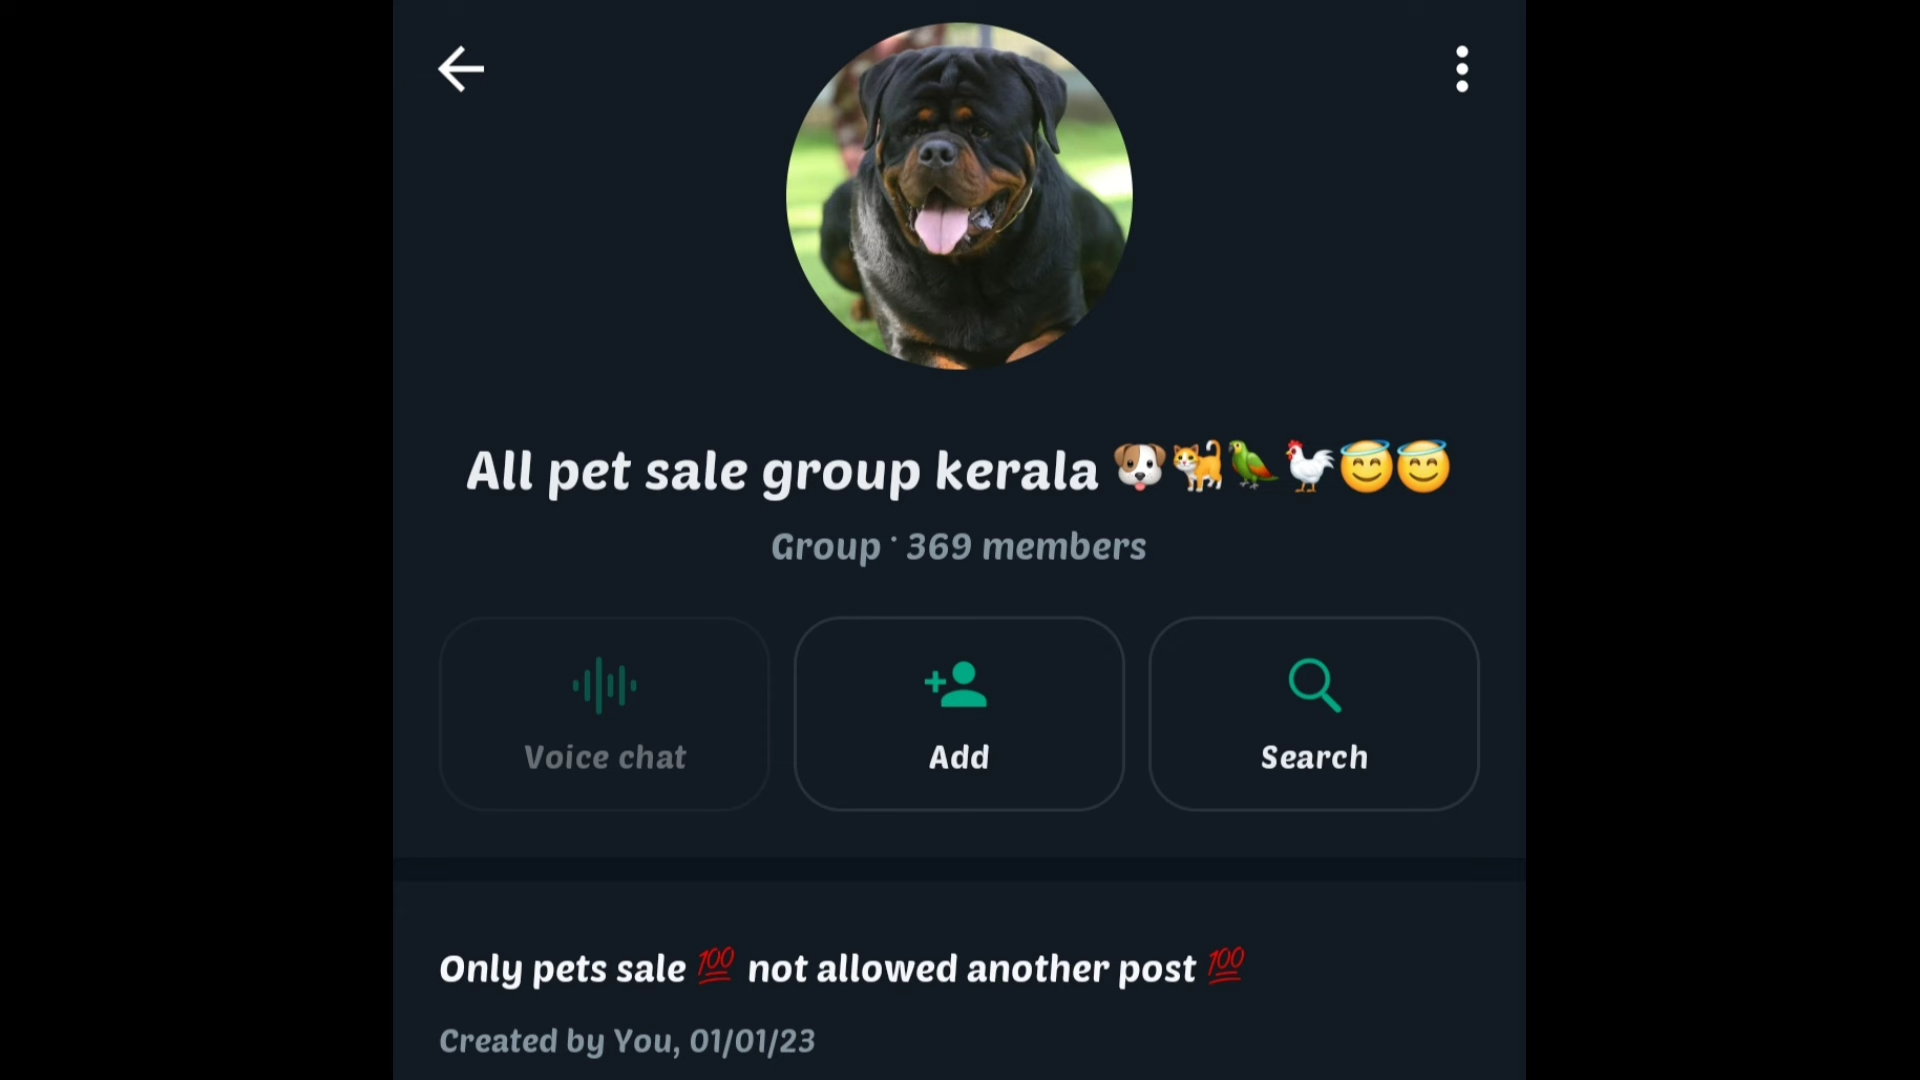 All pet sale group kerala 🐶🐈🦜🐓😇😇
Group · 369 members
Voice chat
Add
Search
Only pets sale 💯 not allowed another post 💯
Created by You, 01/01/23